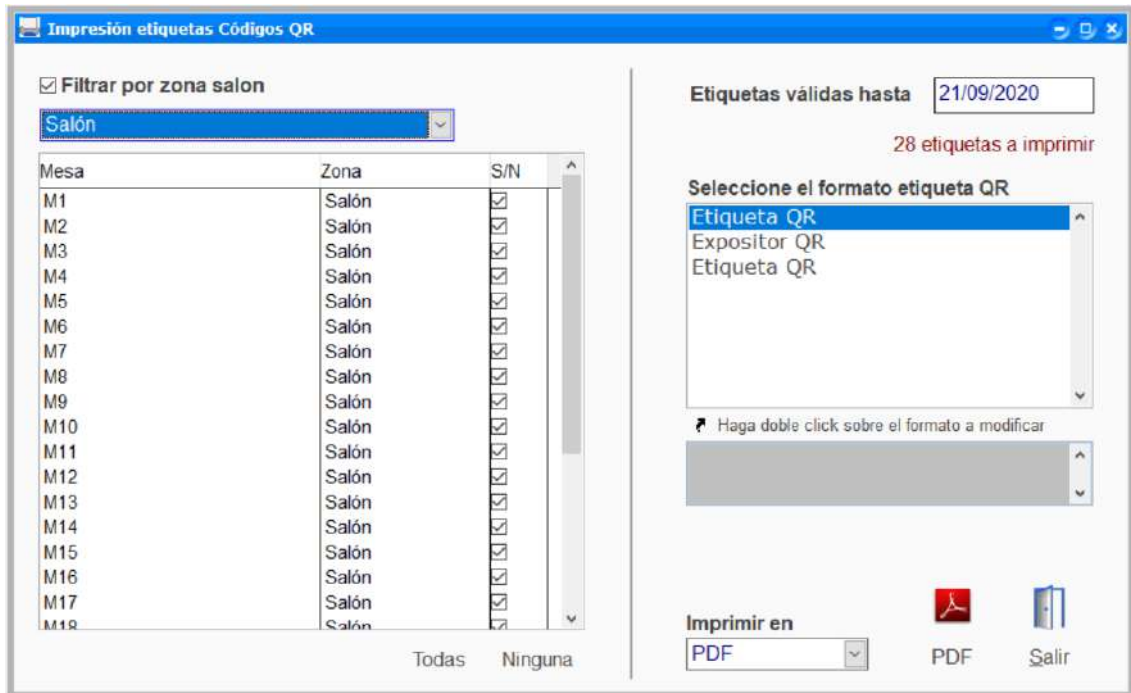 Impresión etiquetas Códigos QR
Filtrar por zona salon
Salón
Mesa Zona S/N
M1 Salón
M2 Salón
M3 Salón
M4 Salón
M5 Salón
M6 Salón
M7 Salón
M8 Salón
M9 Salón
M10 Salón
M11 Salón
M12 Salón
M13 Salón
M14 Salón
M15 Salón
M16 Salón
M17 Salón
M18 Salón
Todas Ninguna
Etiquetas válidas hasta 21/09/2020
28 etiquetas a imprimir
Seleccione el formato etiqueta QR
Etiqueta QR
Expositor QR
Etiqueta QR
Haga doble click sobre el formato a modificar
Imprimir en
PDF
PDF
Salir